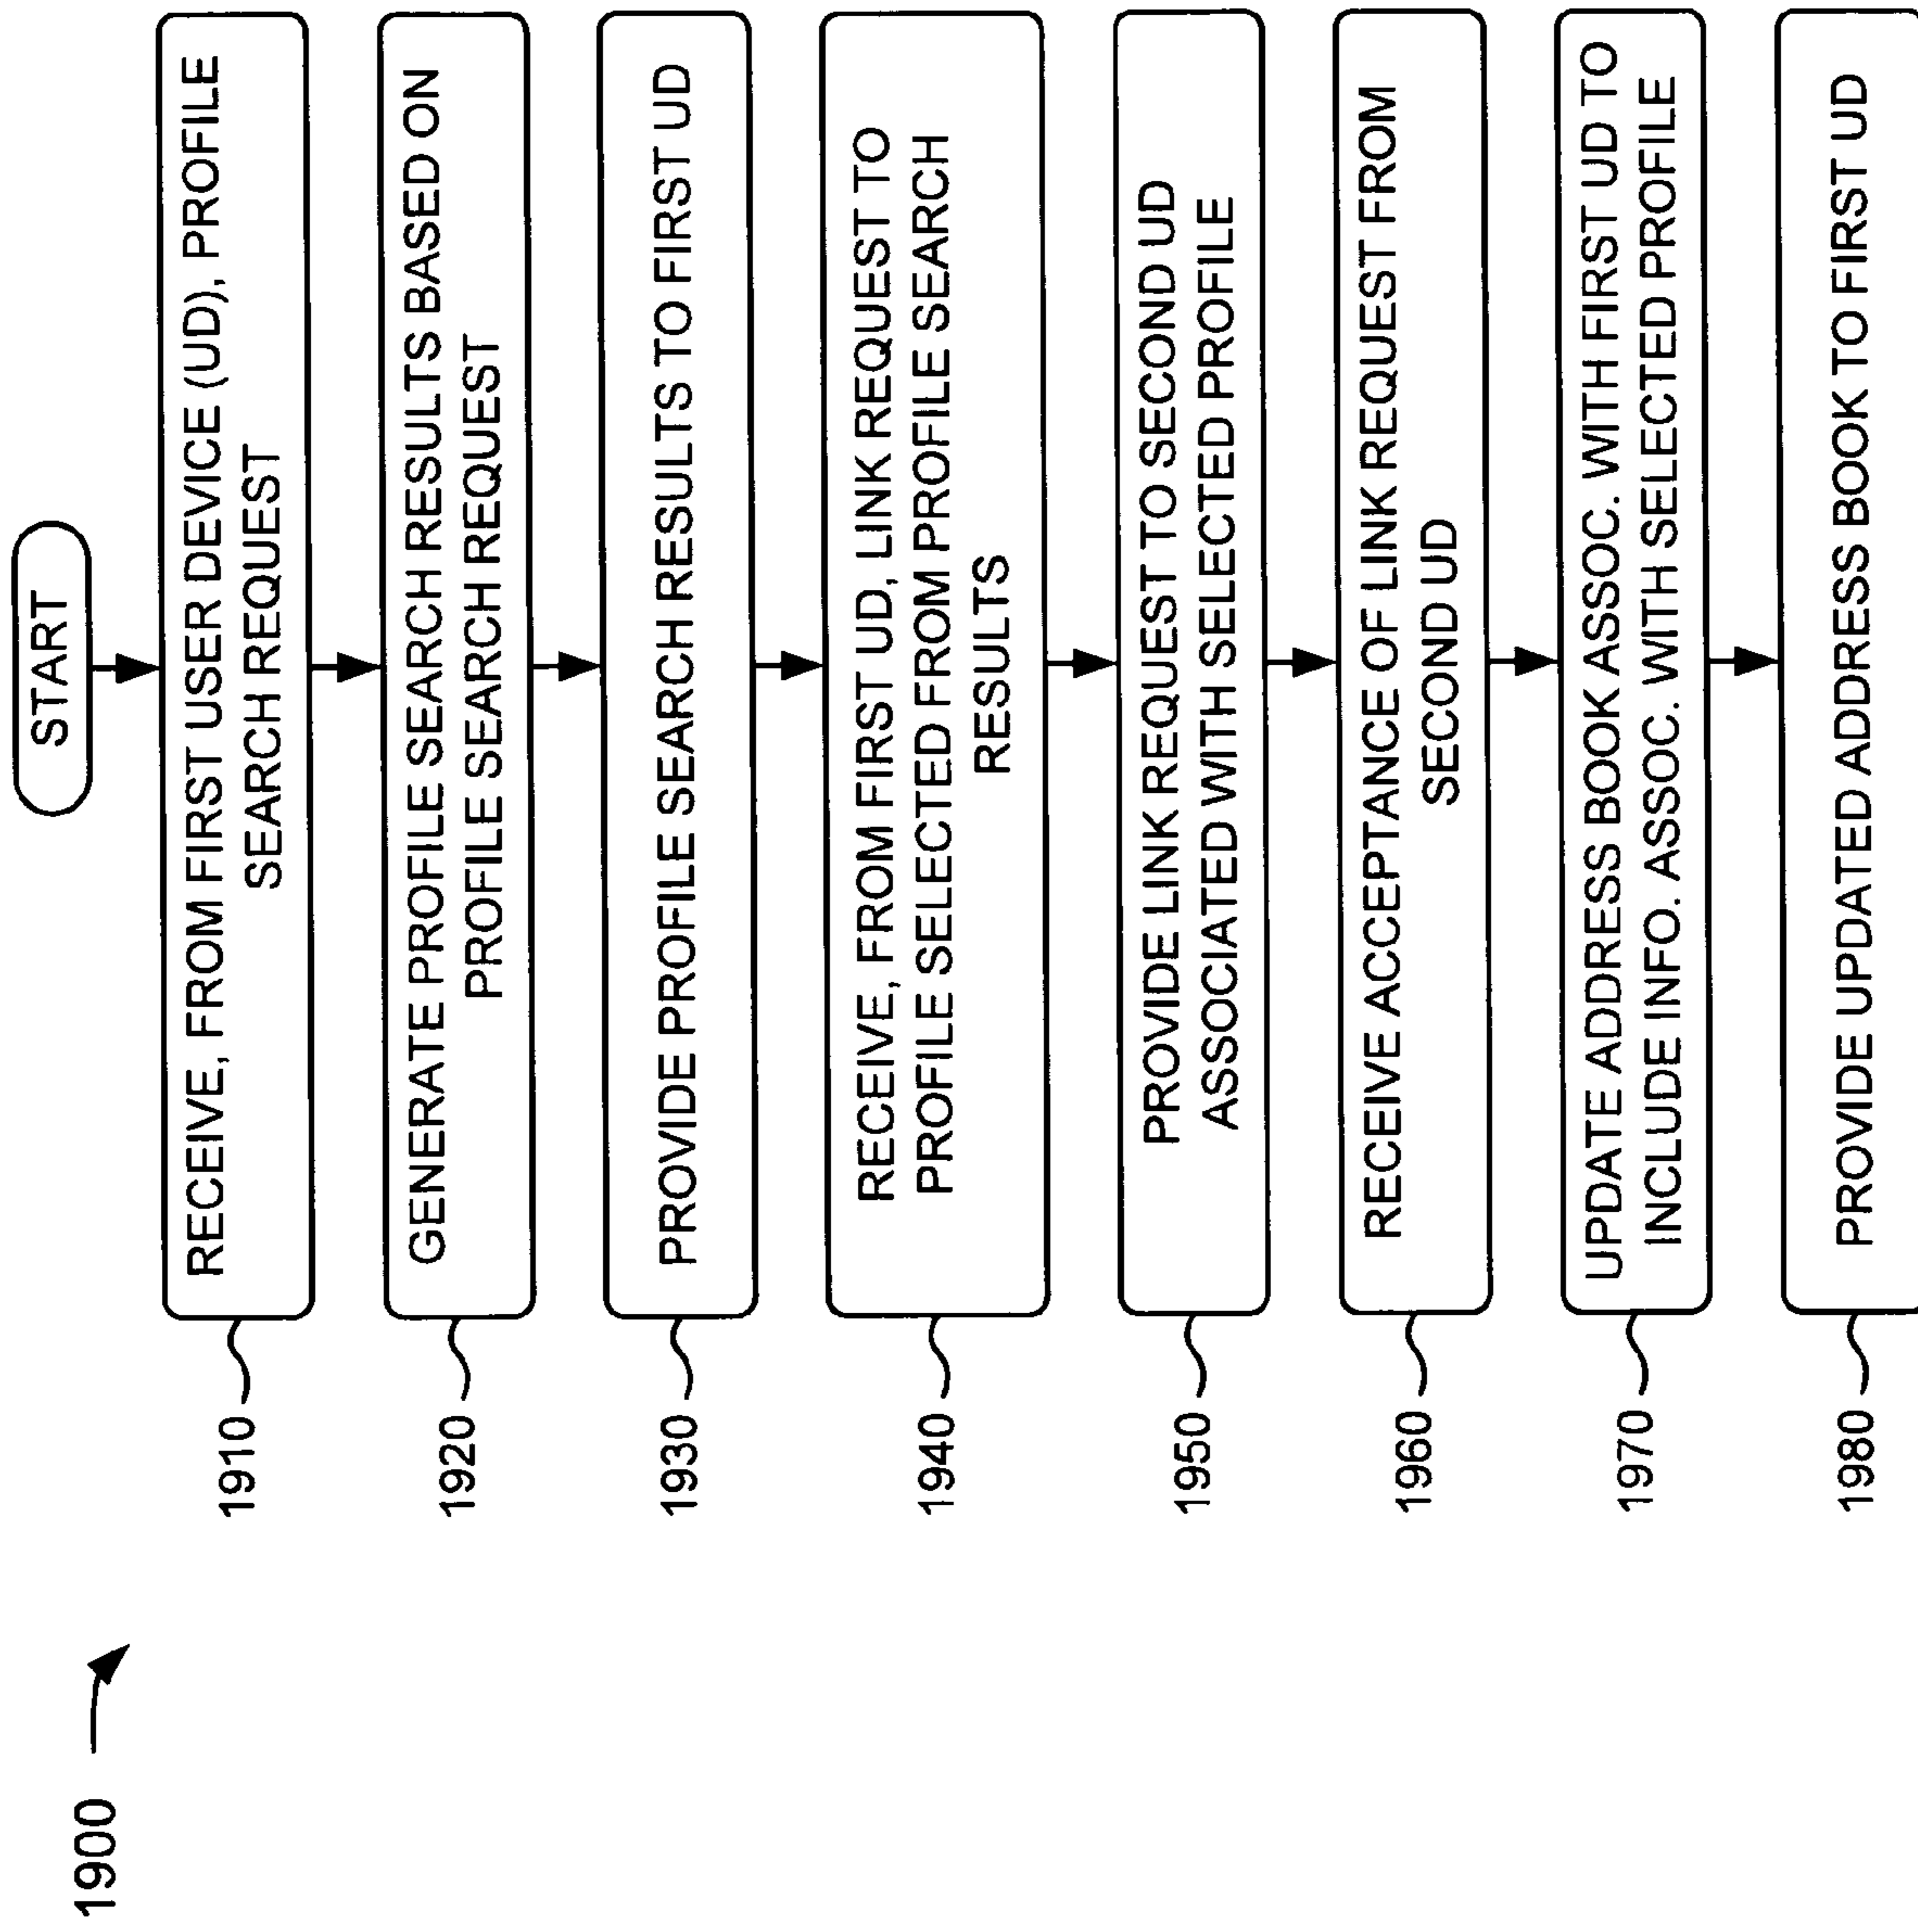 1900
START
1910
RECEIVE, FROM FIRST USER DEVICE (UD), PROFILE
SEARCH REQUEST
1920
GENERATE PROFILE SEARCH RESULTS BASED ON
PROFILE SEARCH REQUEST
1930
PROVIDE PROFILE SEARCH RESULTS TO FIRST UD
1940
RECEIVE, FROM FIRST UD, LINK REQUEST TO
PROFILE SELECTED FROM PROFILE SEARCH
RESULTS
1950
PROVIDE LINK REQUEST TO SECOND UD
ASSOCIATED WITH SELECTED PROFILE
1960
RECEIVE ACCEPTANCE OF LINK REQUEST FROM
SECOND UD
1970
UPDATE ADDRESS BOOK ASSOC. WITH FIRST UD TO
INCLUDE INFO. ASSOC. WITH SELECTED PROFILE
1980
PROVIDE UPDATED ADDRESS BOOK TO FIRST UD